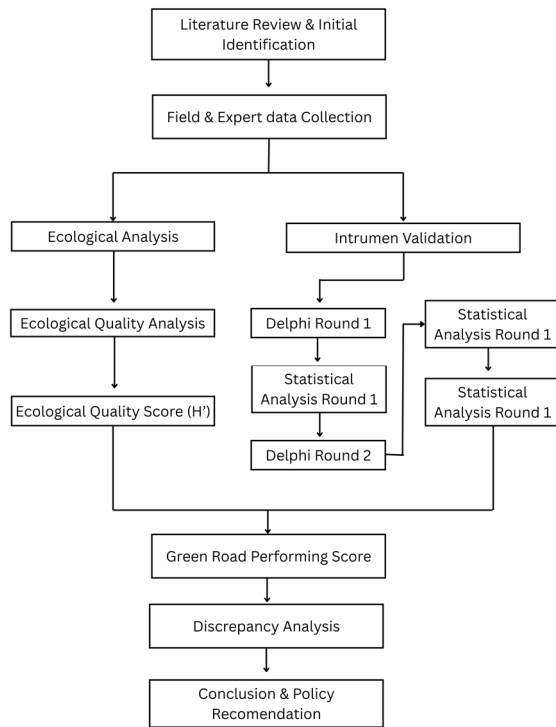 Literature Review & Initial
Identification
Field & Expert data Collection
Ecological Analysis
Intrumen Validation
Ecological Quality Analysis
Delphi Round 1
Statistical
Analysis Round 1
Ecological Quality Score (H')
Statistical
Analysis Round 1
Statistical
Analysis Round 1
Delphi Round 2
Green Road Performing Score
Discrepancy Analysis
Conclusion & Policy
Recomendation